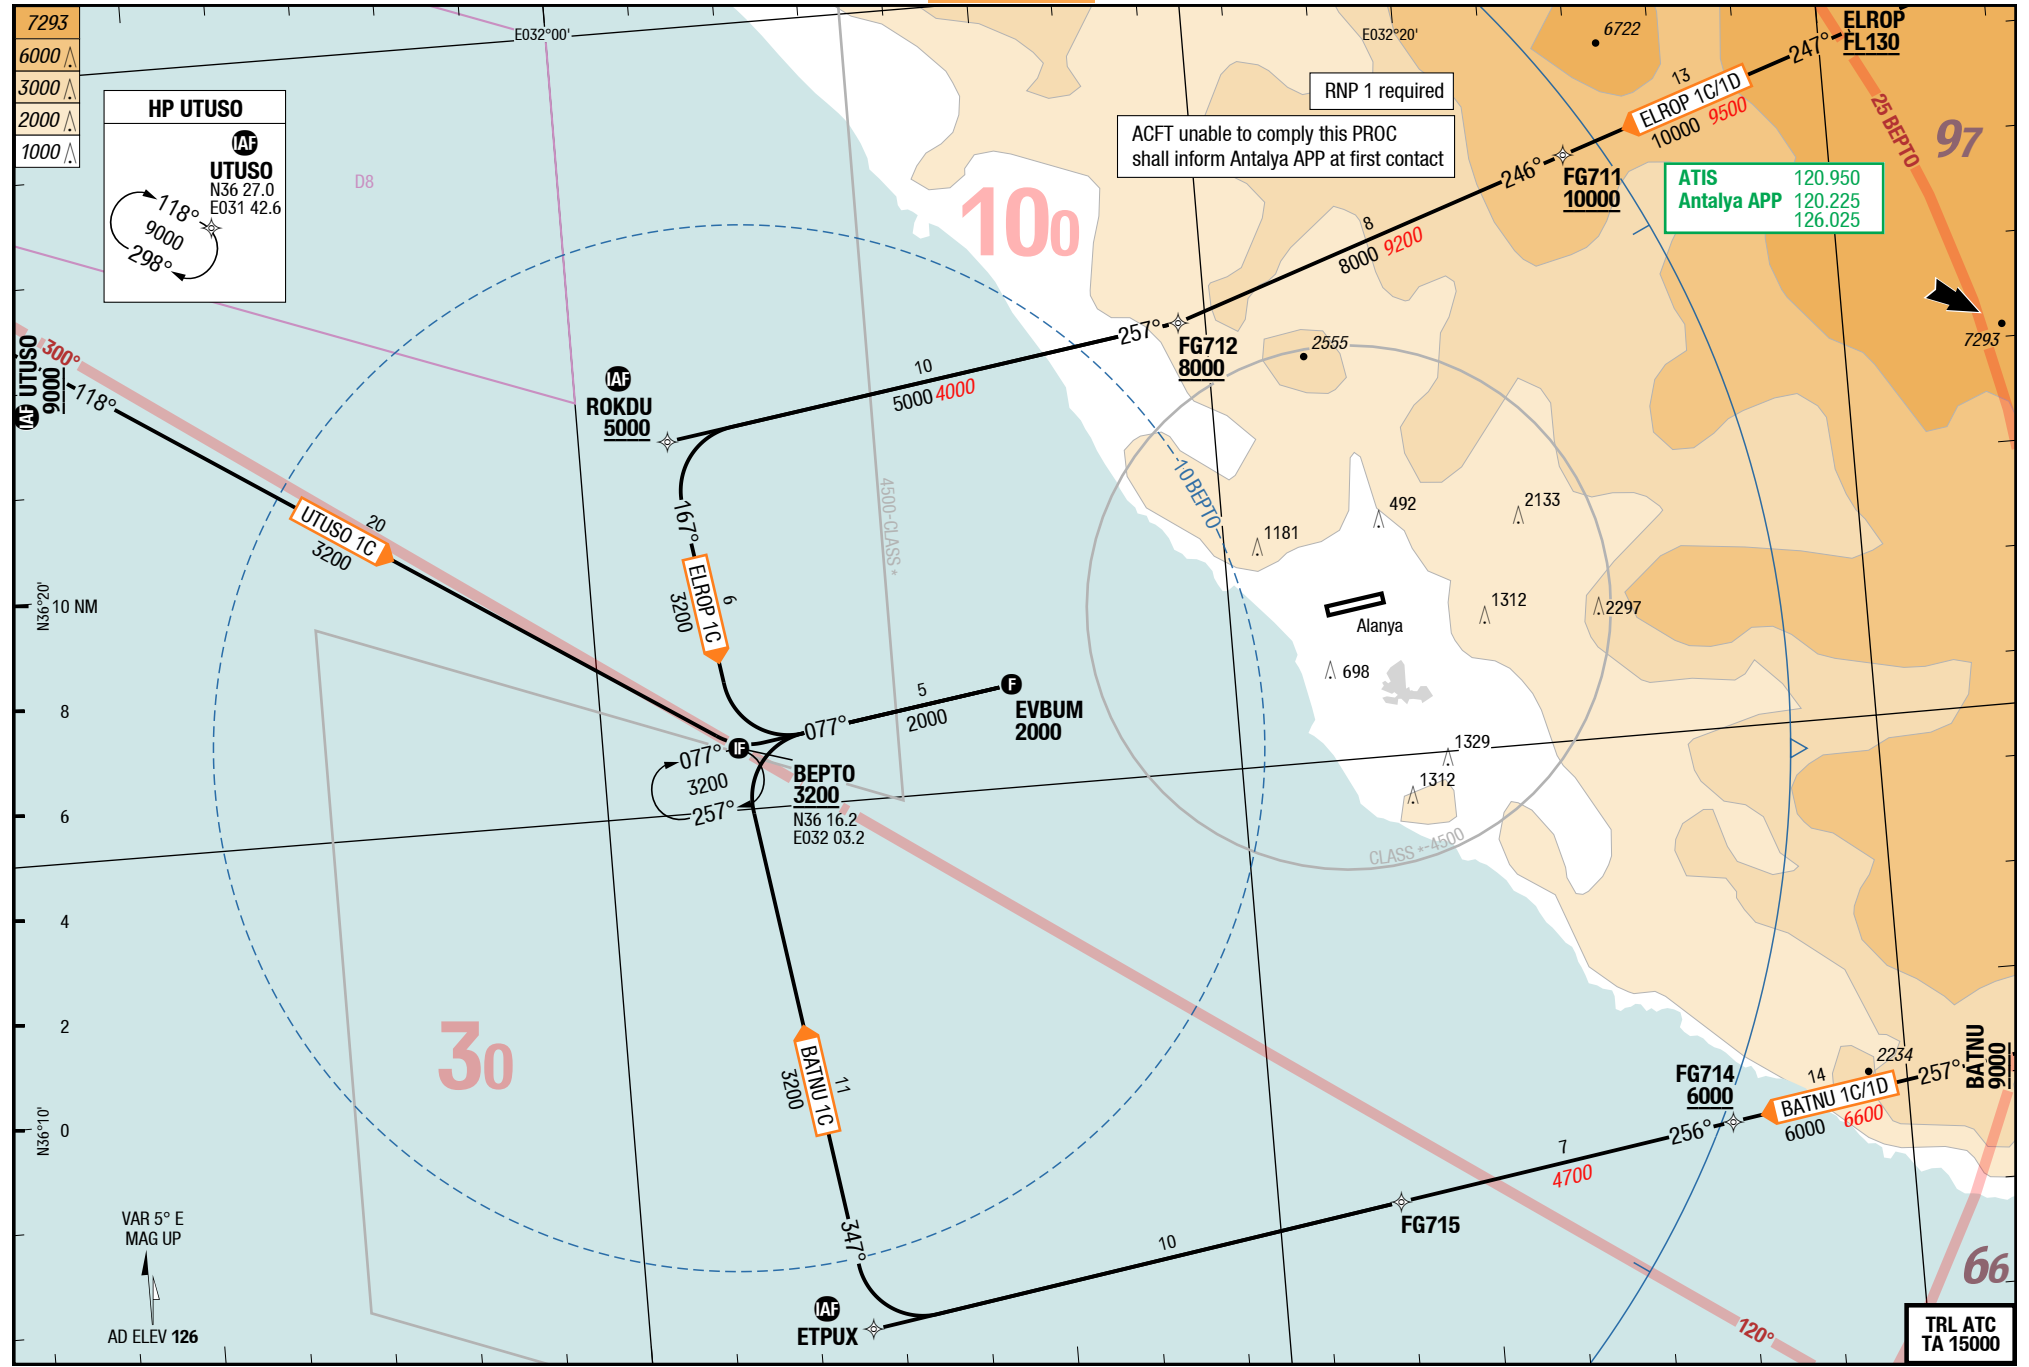 7293
6000
3000
2000
1000
HP UTUSO
IAF
UTUSO
N36 27.0
E031 42.6
118°
9000
298°
E032°00'
E032°20'
D8
RNP 1 required
ACFT unable to comply this PROC
shall inform Antalya APP at first contact
6722
ELROP
FL130
247°
13
ELROP 1C/1D
10000 9500
25 BEPTO
97
ATIS 120.950
Antalya APP 120.225
126.025
246°
FG711
10000
8
8000 9200
100
257°
FG712
8000
2555
7293
10
5000 4000
IAF
ROKDU
5000
IAF UTUSO
9000
300°
118°
UTUSO 1C
20
3200
167°
ELROP 1C
6
3200
4500-CLASS *
10 BEPTO
1181
492
2133
1312
2297
Alanya
698
1329
1312
CLASS *-4500
N36°20'
10 NM
8
6
4
2
0
N36°10'
F
EVBUM
2000
5
2000
077°
IF
077°
3200
257°
BEPTO
3200
N36 16.2
E032 03.2
30
BATNU 1C
11
3200
347°
IAF
ETPUX
10
FG715
7
4700
256°
FG714
6000
14
BATNU 1C/1D
6000 6600
2234
257°
BATNU
9000
66
120°
VAR 5° E
MAG UP
AD ELEV 126
TRL ATC
TA 15000